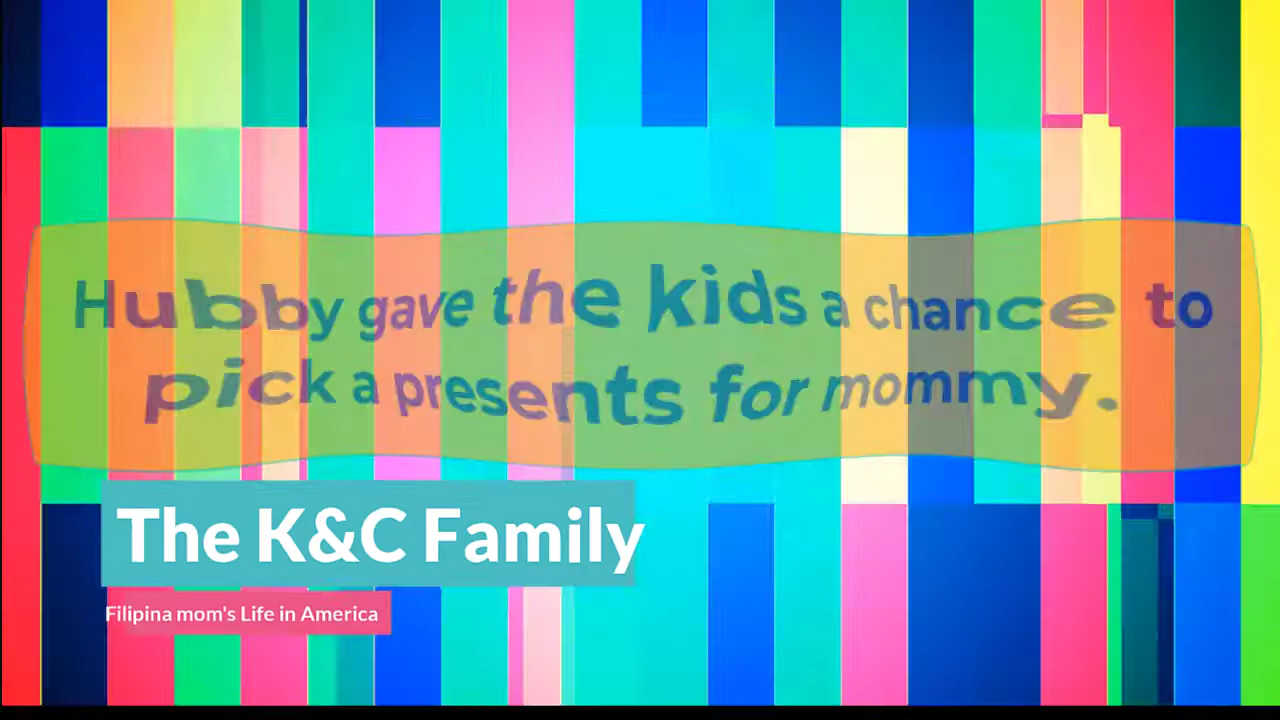 Hubby gave the kids a chance to
pick a presents for mommy.
The K&C Family
Filipina mom's Life in America